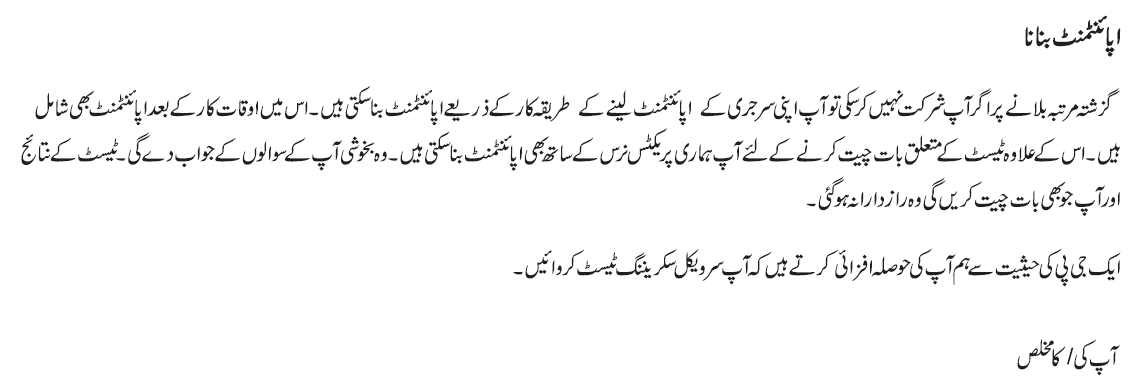 اپائنٹمنٹ بنانا
گزشتہ مرتبہ بلانے پر اگر آپ شرکت نہیں کر سکی تو آپ اپنی سرجری کے اپائنٹمنٹ لینے کے طریقہ کار کے ذریعے اپائنٹمنٹ بنا سکتی ہیں ۔ اس میں اوقات کار کے بعد اپائنٹمنٹ بھی شامل
ہیں ۔ اس کے علاوہ ٹیسٹ کے متعلق بات چیت کرنے کے لئے آپ ہماری پریکٹس نرس کے ساتھ بھی اپائنٹمنٹ بنا سکتی ہیں ۔ وہ بخوشی آپ کے سوالوں کے جواب دے گی ۔ ٹیسٹ کے نتائج
اور آپ جو بھی بات چیت کریں گی وہ رازدارانہ ہوگئی ۔
ایک جی پی کی حیثیت سے ہم آپ کی حوصلہ افزائی کرتے ہیں کہ آپ سرویکل سکریننگ ٹیسٹ کروائیں ۔
آپ کی / کا مخلص